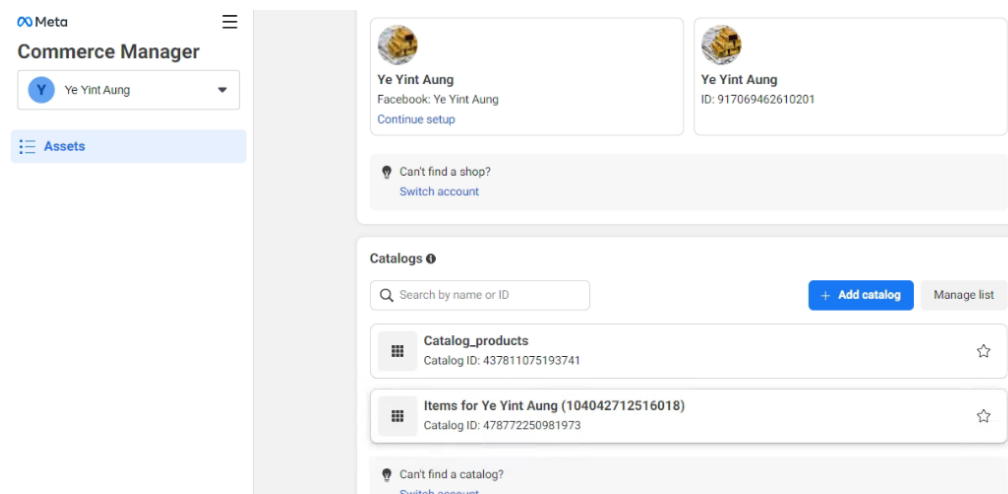 Meta
Commerce Manager
Y Ye Yint Aung
Assets
Ye Yint Aung
Facebook: Ye Yint Aung
Continue setup
Ye Yint Aung
ID: 917069462610201
Can't find a shop?
Switch account
Catalogs
Search by name or ID
+ Add catalog
Manage list
Catalog_products
Catalog ID: 437811075193741
Items for Ye Yint Aung (104042712516018)
Catalog ID: 478772250981973
Can't find a catalog?
Switch account